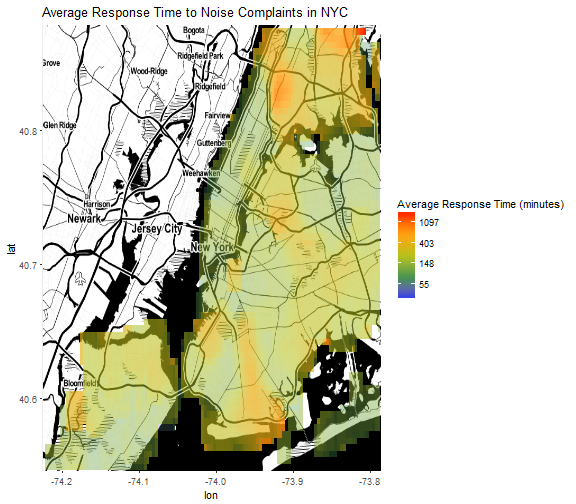 Average Response Time to Noise Complaints in NYC
Bogota
Ridgefield Park
Grove
Wood-Ridge
Ridgefield
Fairview
Glen Ridge
Guttenberg
Weehawken
Harrison
Newark
Jersey City
New York
Bloomfield
40.8
40.7
40.6
lat
-74.2
-74.1
-74.0
-73.9
-73.8
lon
Average Response Time (minutes)
1097
403
148
55